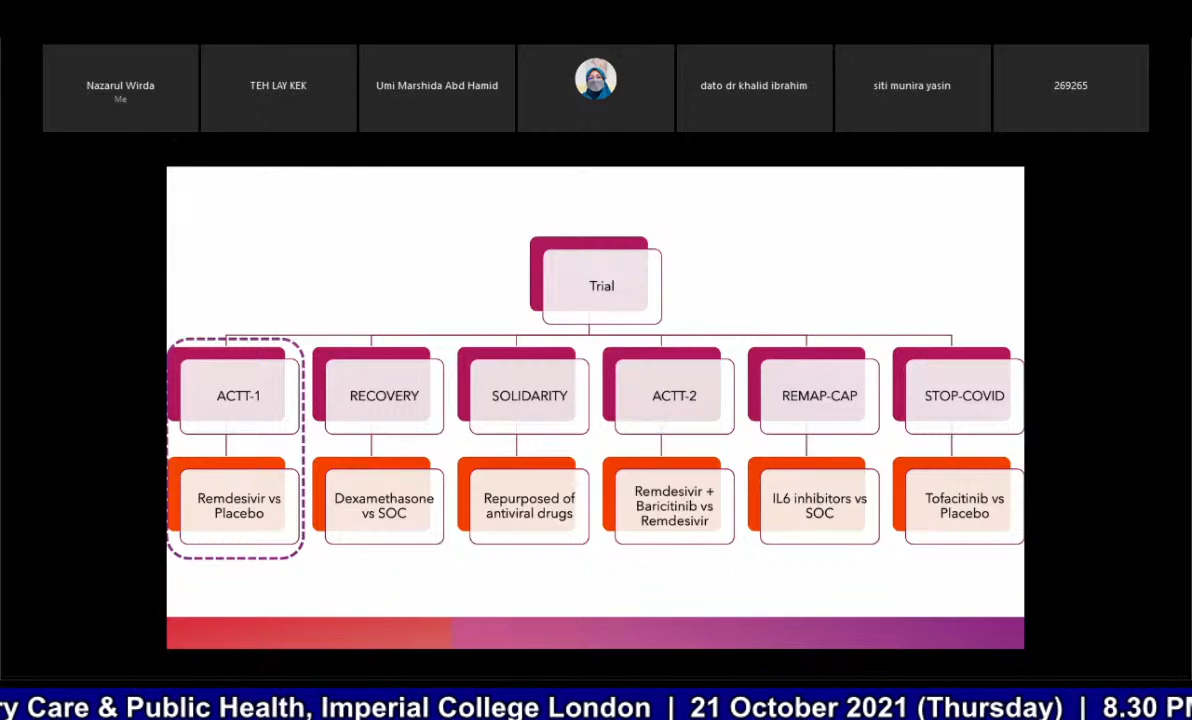 Nazarul Wirda
Me
TEH LAY KEK
Umi Marshida Abd Hamid
dato dr khalid ibrahim
siti munira yasin
269265
Trial
ACTT-1
RECOVERY
SOLIDARITY
ACTT-2
REMAP-CAP
STOP-COVID
Remdesivir vs
Placebo
Dexamethasone
vs SOC
Repurposed of
antiviral drugs
Remdesivir +
Baricitinib vs
Remdesivir
IL6 inhibitors vs
SOC
Tofacitinib vs
Placebo
ry Care & Public Health, Imperial College London | 21 October 2021 (Thursday) | 8.30 PM